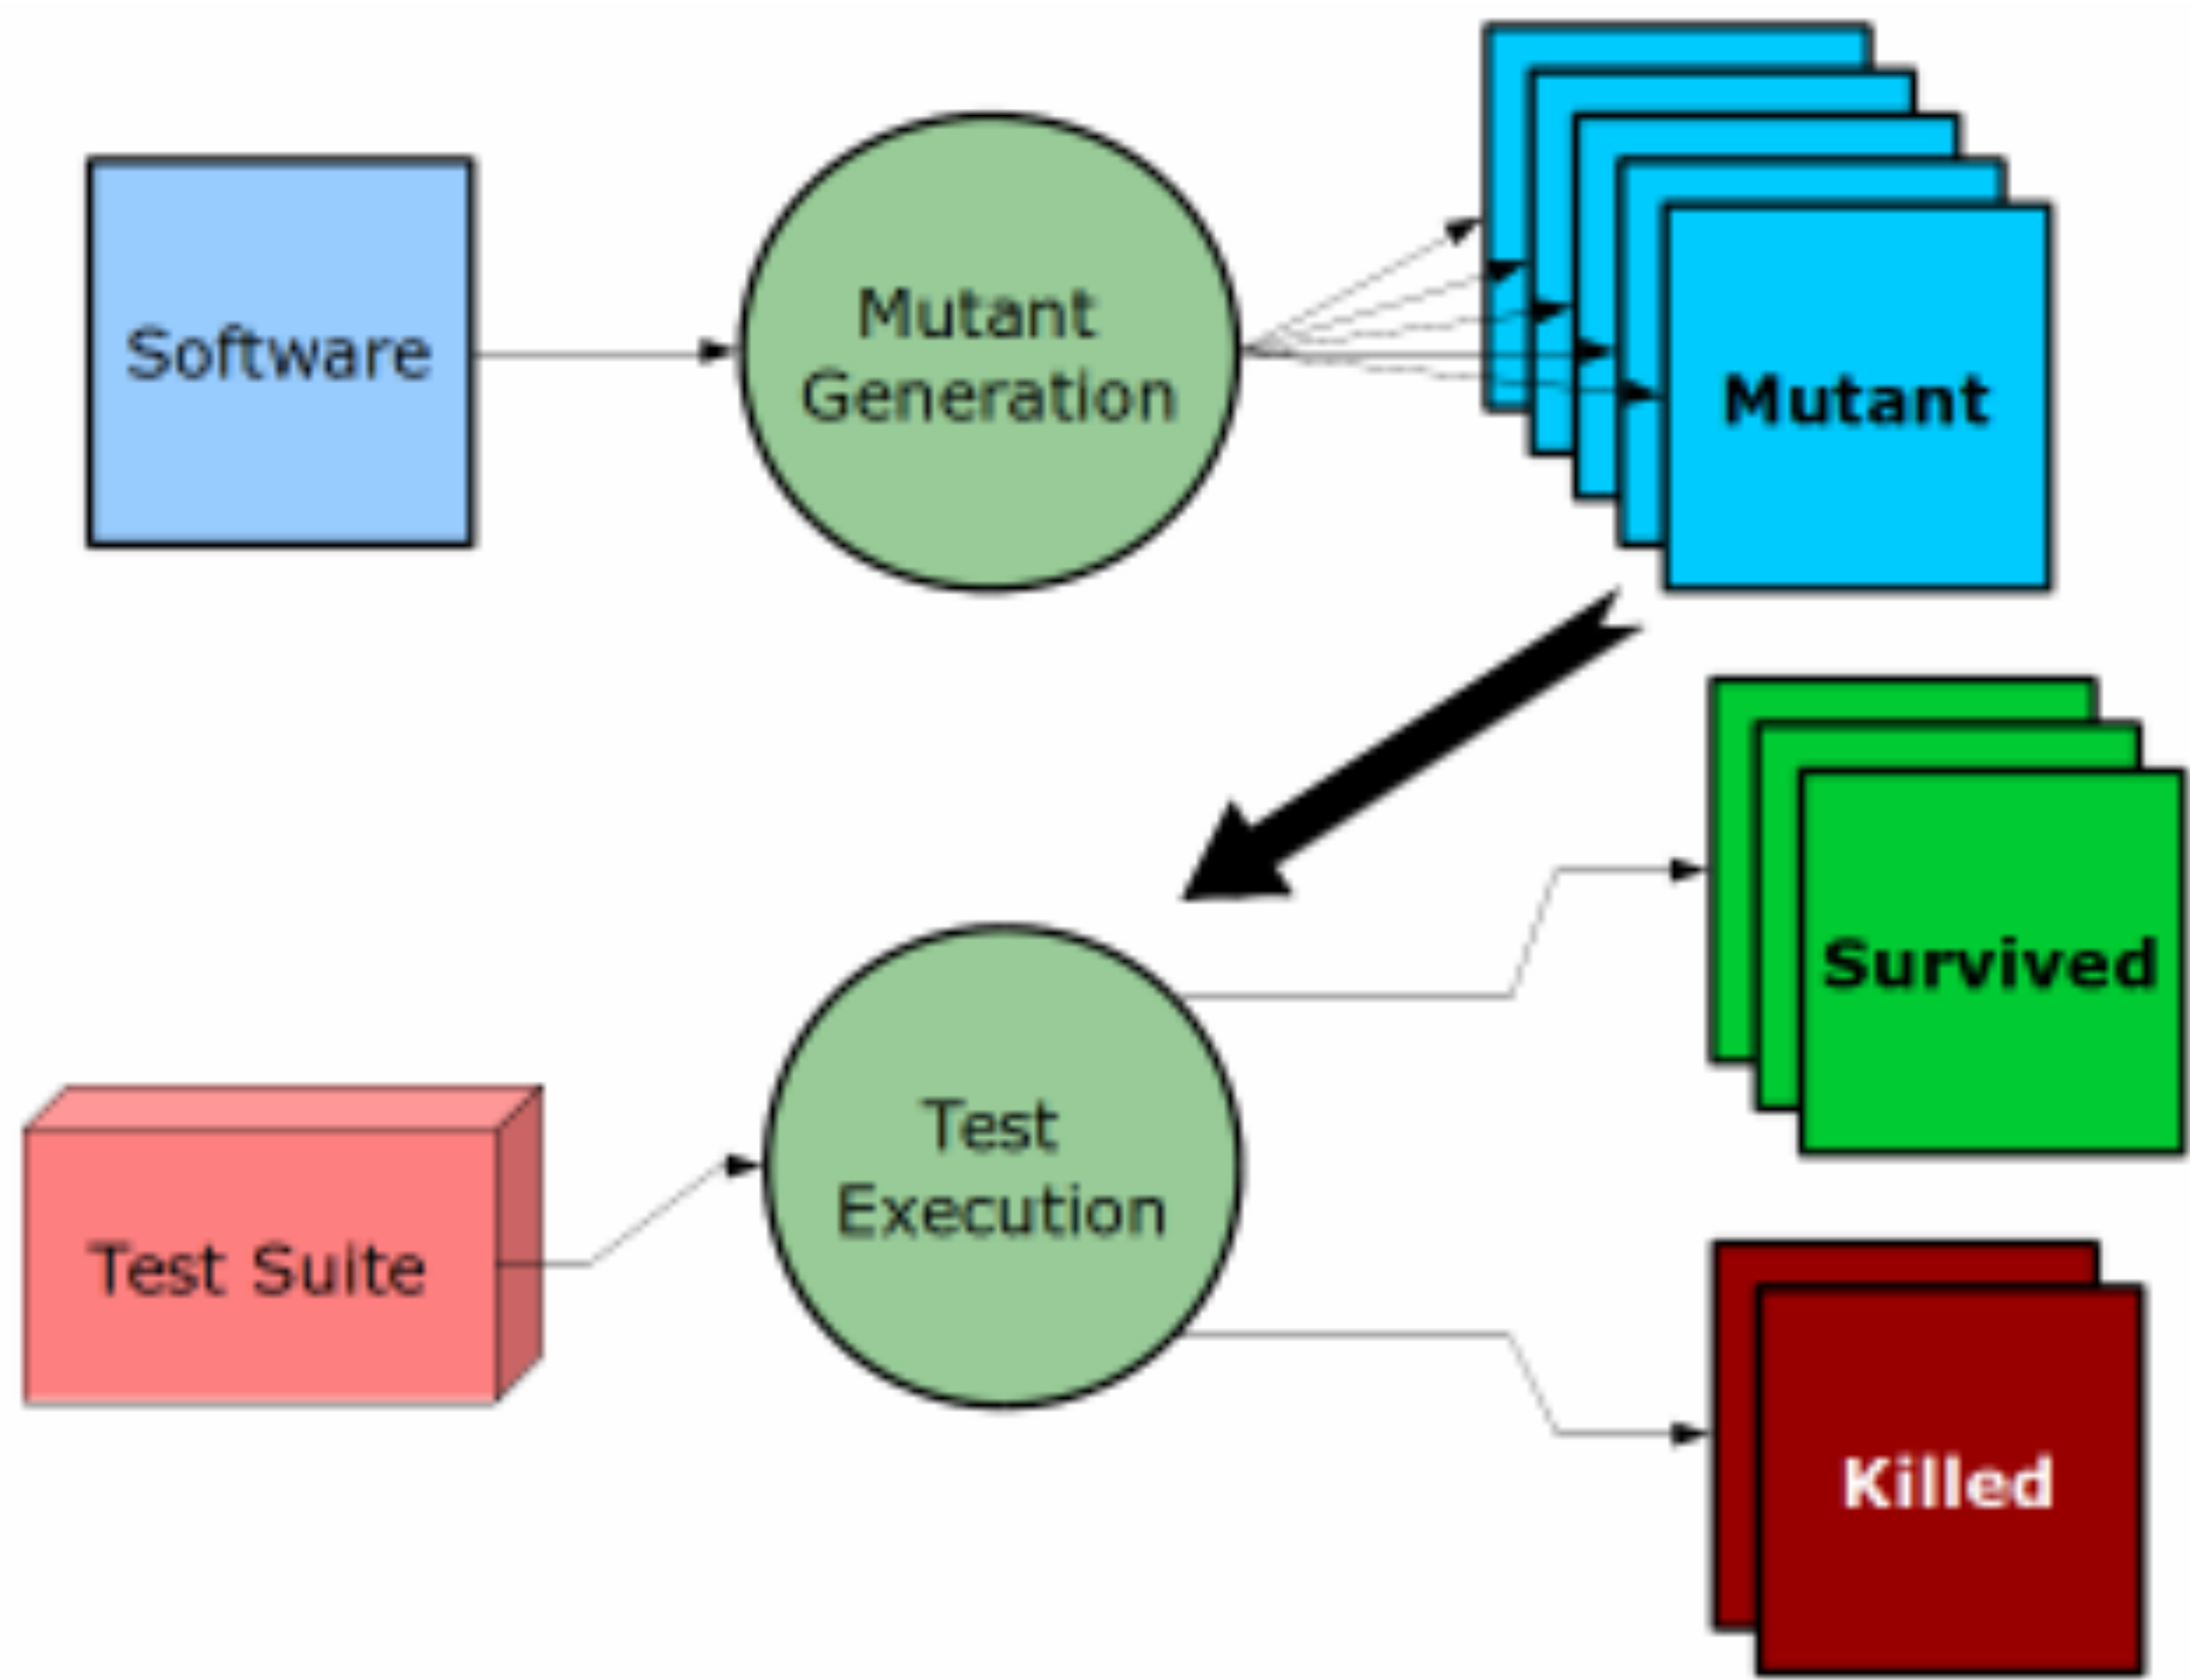 Software
Mutant
Generation
Mutant
Survived
Test
Execution
Test Suite
Killed